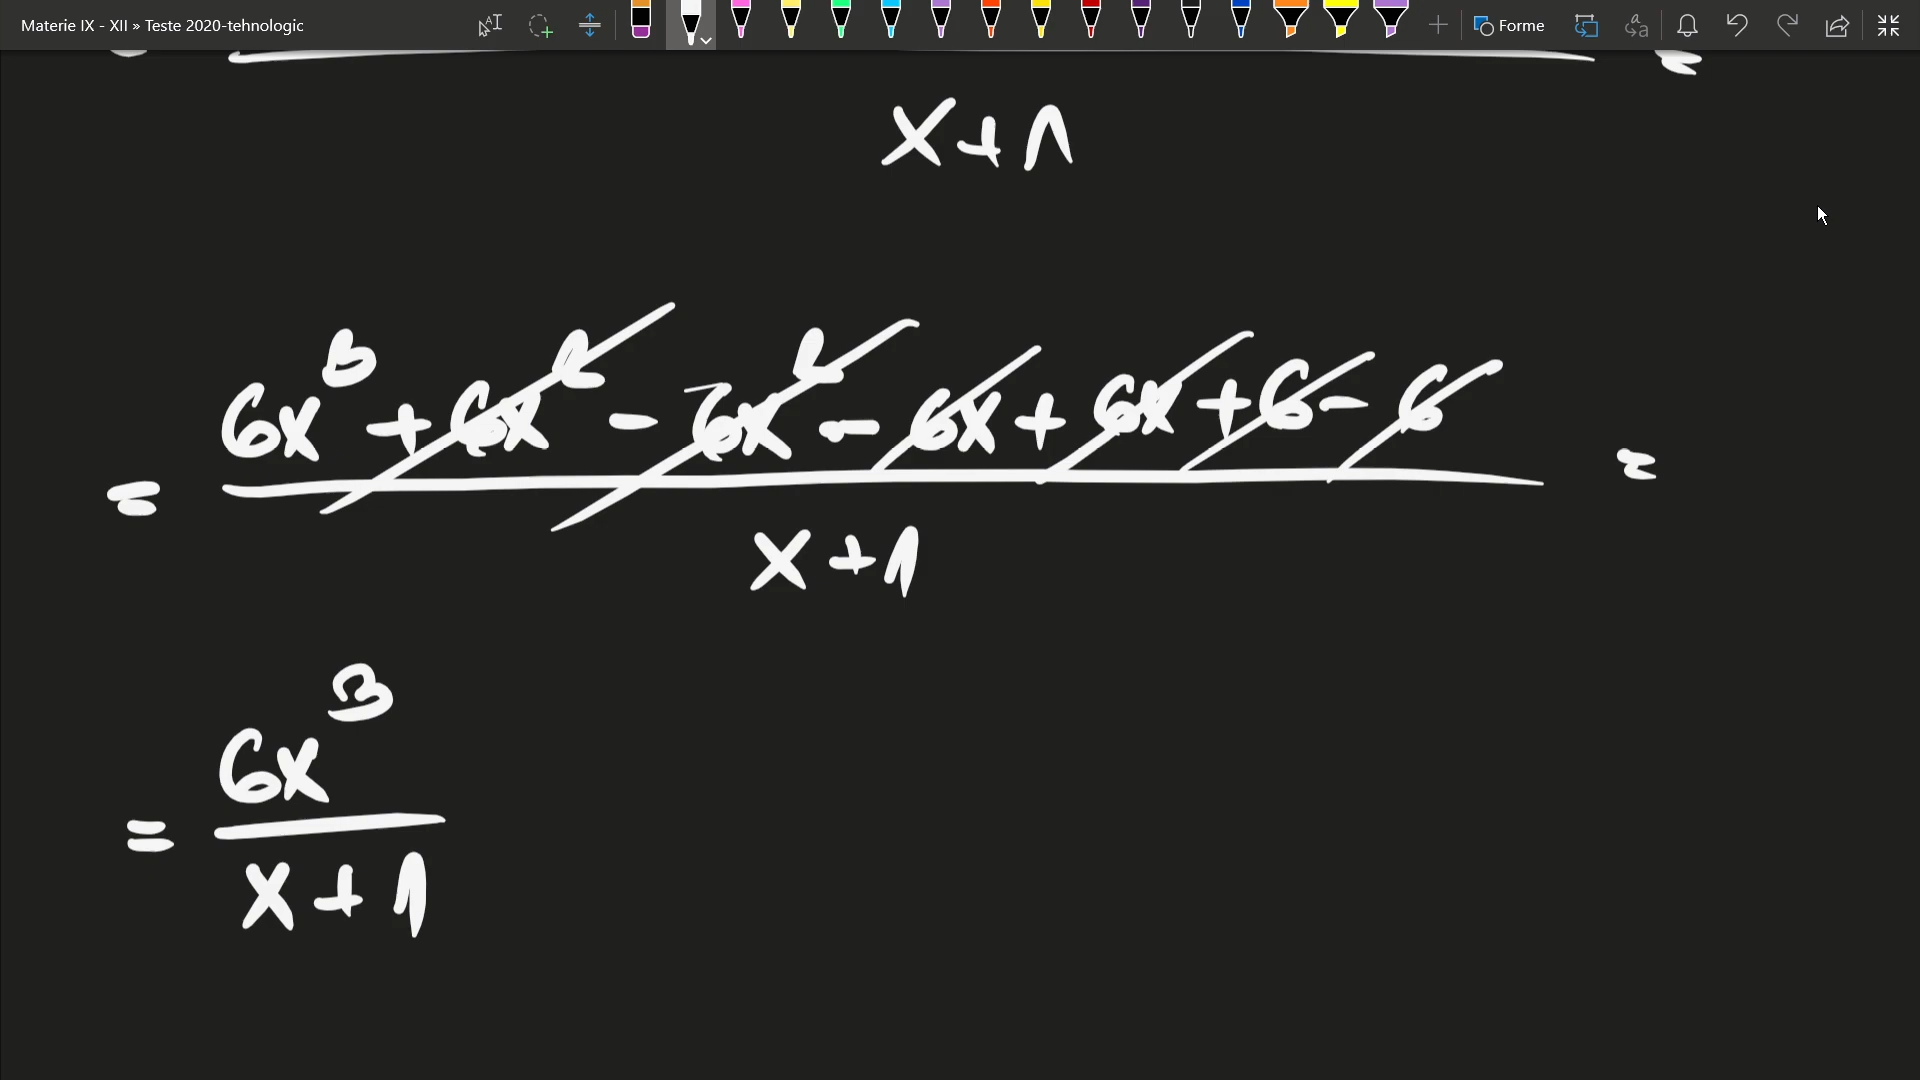 Materie IX - XII » Teste 2020-tehnologic
Forme
x+1
= 6x³ + 6x² - 6x² - 6x + 6x + 6 - 6 =
x+1
= 6x³
x+1